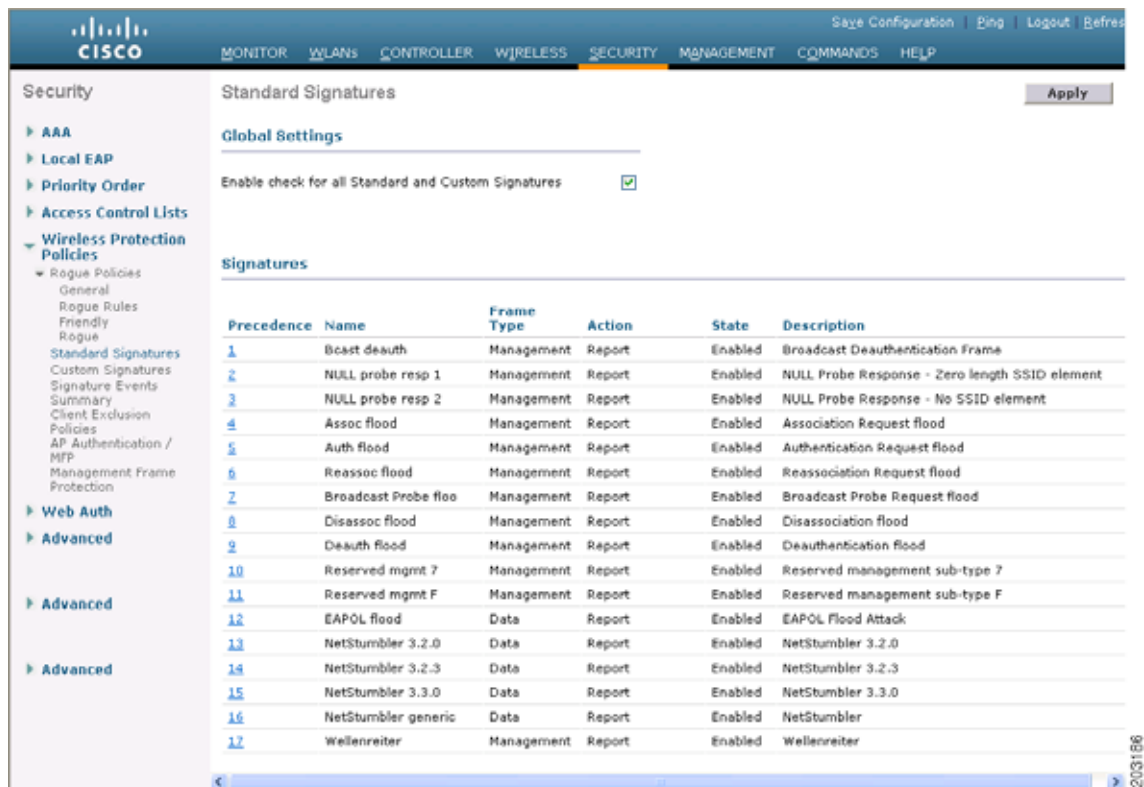 Save Configuration | Ping | Logout | Refres
CISCO
MONITOR WLANs CONTROLLER WIRELESS SECURITY MANAGEMENT COMMANDS HELP
Security
AAA
Local EAP
Priority Order
Access Control Lists
Wireless Protection
Policies
Rogue Policies
General
Rogue Rules
Friendly
Rogue
Standard Signatures
Custom Signatures
Signature Events
Summary
Client Exclusion
Policies
AP Authentication /
MFP
Management Frame
Protection
Web Auth
Advanced
Advanced
Advanced
Standard Signatures
Apply
Global Settings
Enable check for all Standard and Custom Signatures
Signatures
Precedence Name Frame Type Action State Description
1 Bcast deauth Management Report Enabled Broadcast Deauthentication Frame
2 NULL probe resp 1 Management Report Enabled NULL Probe Response - Zero length SSID element
3 NULL probe resp 2 Management Report Enabled NULL Probe Response - No SSID element
4 Assoc flood Management Report Enabled Association Request flood
5 Auth flood Management Report Enabled Authentication Request flood
6 Reassoc flood Management Report Enabled Reassociation Request flood
7 Broadcast Probe floo Management Report Enabled Broadcast Probe Request flood
8 Disassoc flood Management Report Enabled Disassociation flood
9 Deauth flood Management Report Enabled Deauthentication flood
10 Reserved mgmt 7 Management Report Enabled Reserved management sub-type 7
11 Reserved mgmt F Management Report Enabled Reserved management sub-type F
12 EAPOL flood Data Report Enabled EAPOL Flood Attack
13 NetStumbler 3.2.0 Data Report Enabled NetStumbler 3.2.0
14 NetStumbler 3.2.3 Data Report Enabled NetStumbler 3.2.3
15 NetStumbler 3.3.0 Data Report Enabled NetStumbler 3.3.0
16 NetStumbler generic Data Report Enabled NetStumbler
17 Wellenreiter Management Report Enabled Wellenreiter
203186